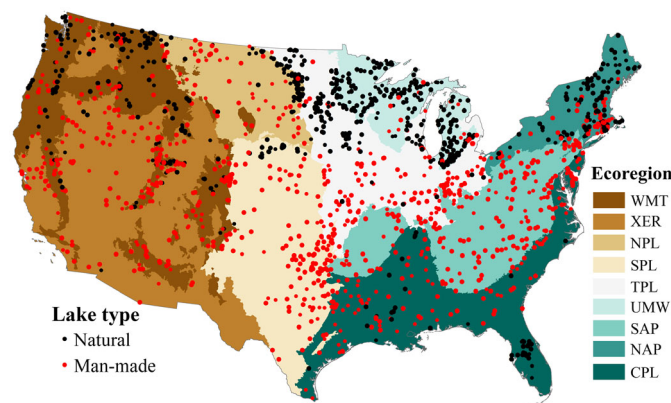 Ecoregion
WMT
XER
NPL
SPL
TPL
UMW
SAP
NAP
CPL
Lake type
Natural
Man-made